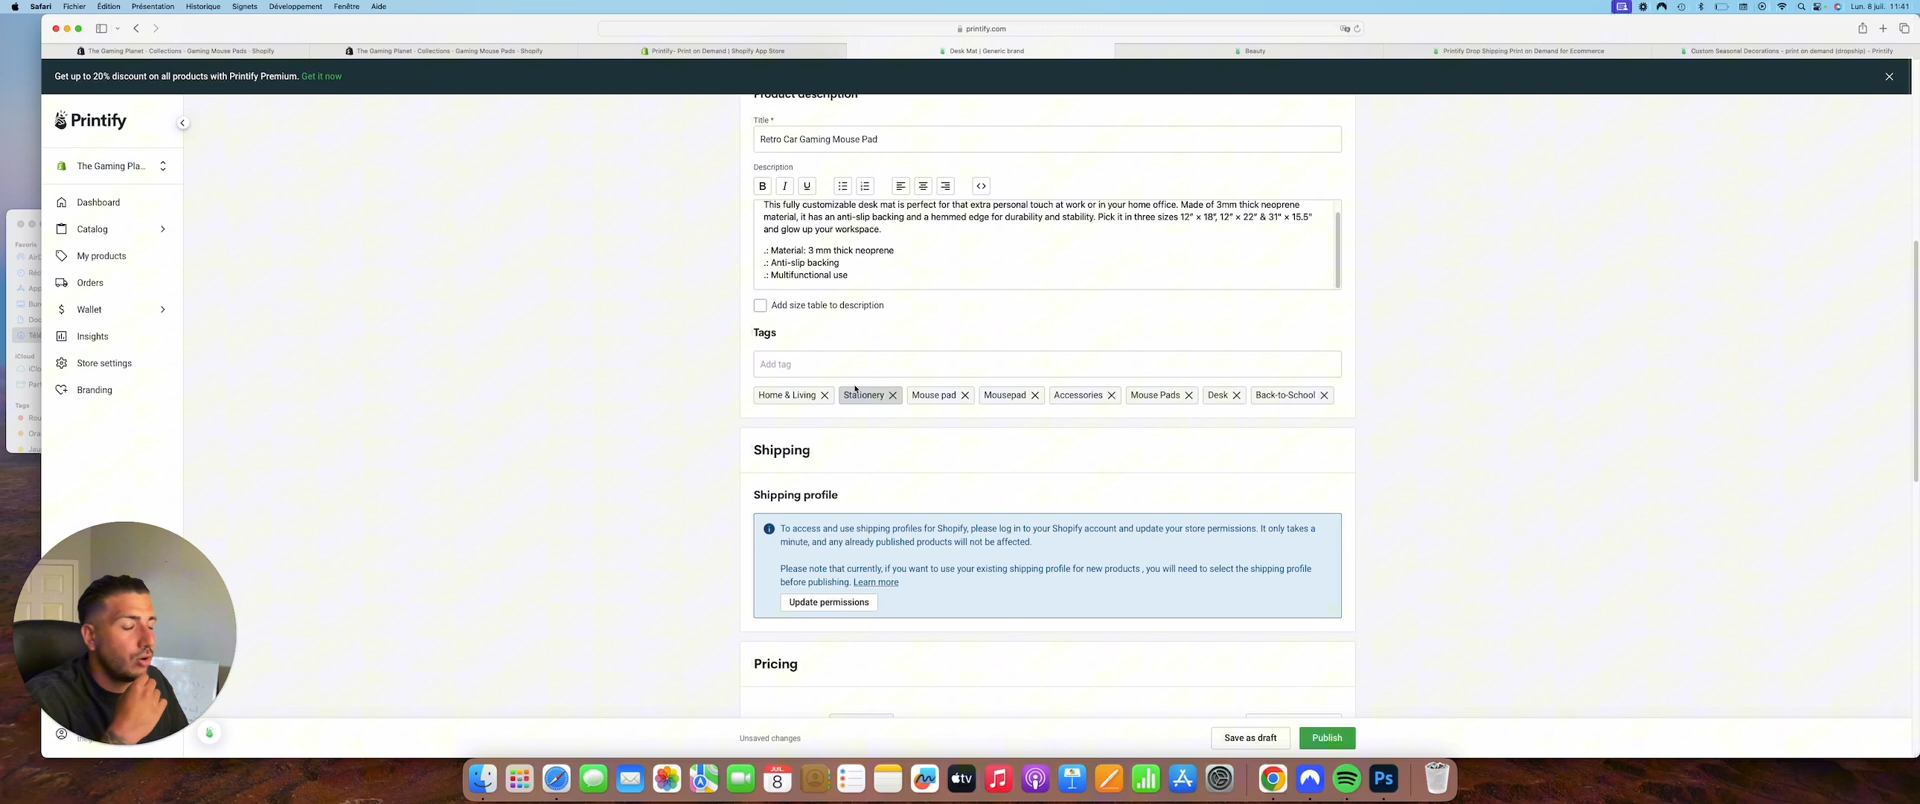 Safari Fichier Édition Présentation Historique Signets Développement Fenêtre Aide
Lun. 8 juil. 11:41
printify.com
The Gaming Planet · Collections · Gaming Mouse Pads · Shopify
The Gaming Planet · Collections · Gaming Mouse Pads · Shopify
Printify- Print on Demand | Shopify App Store
Desk Mat | Generic brand
Beauty
Printify Drop Shipping Print on Demand for Ecommerce
Custom Seasonal Decorations - print on demand (dropship) - Printify
Get up to 20% discount on all products with Printify Premium. Get it now
Printify
The Gaming Pla...
Dashboard
Catalog
My products
Orders
Wallet
Insights
Store settings
Branding
Favoris
iCloud
Tags
Product description
Title *
Retro Car Gaming Mouse Pad
Description
B I U
This fully customizable desk mat is perfect for that extra personal touch at work or in your home office. Made of 3mm thick neoprene
material, it has an anti-slip backing and a hemmed edge for durability and stability. Pick it in three sizes 12" × 18", 12" × 22" & 31" × 15.5"
and glow up your workspace.
.: Material: 3 mm thick neoprene
.: Anti-slip backing
.: Multifunctional use
Add size table to description
Tags
Add tag
Home & Living Stationery Mouse pad Mousepad Accessories Mouse Pads Desk Back-to-School
Shipping
Shipping profile
To access and use shipping profiles for Shopify, please log in to your Shopify account and update your store permissions. It only takes a
minute, and any already published products will not be affected.
Please note that currently, if you want to use your existing shipping profile for new products , you will need to select the shipping profile
before publishing. Learn more
Update permissions
Pricing
Unsaved changes
Save as draft
Publish
JUIL
8
tv
Ps